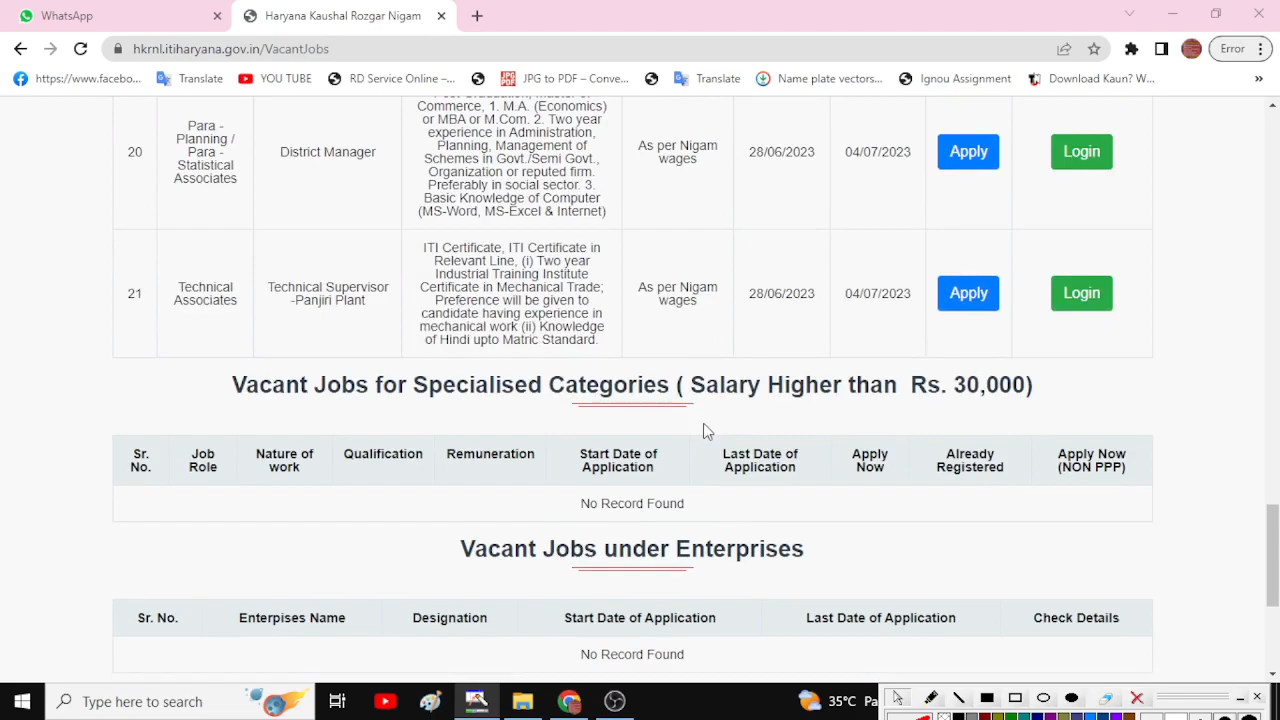 WhatsApp
Haryana Kaushal Rozgar Nigam
hkrnl.itiharyana.gov.in/VacantJobs
Error
https://www.facebo...
Translate
YOU TUBE
RD Service Online –...
JPG to PDF – Conve...
Translate
Name plate vectors...
Ignou Assignment
Download Kaun? W...
»
20
Para -
Planning /
Para -
Statistical
Associates
District Manager
Commerce, 1. M.A. (Economics)
or MBA or M.Com. 2. Two year
experience in Administration,
Planning, Management of
Schemes in Govt./Semi Govt.,
Organization or reputed firm.
Preferably in social sector. 3.
Basic Knowledge of Computer
(MS-Word, MS-Excel & Internet)
As per Nigam
wages
28/06/2023
04/07/2023
Apply
Login
21
Technical
Associates
Technical Supervisor
-Panjiri Plant
ITI Certificate, ITI Certificate in
Relevant Line, (i) Two year
Industrial Training Institute
Certificate in Mechanical Trade;
Preference will be given to
candidate having experience in
mechanical work (ii) Knowledge
of Hindi upto Matric Standard.
As per Nigam
wages
28/06/2023
04/07/2023
Apply
Login
Vacant Jobs for Specialised Categories ( Salary Higher than Rs. 30,000)
Sr.
No.
Job
Role
Nature of
work
Qualification
Remuneration
Start Date of
Application
Last Date of
Application
Apply
Now
Already
Registered
Apply Now
(NON PPP)
No Record Found
Vacant Jobs under Enterprises
Sr. No.
Enterpises Name
Designation
Start Date of Application
Last Date of Application
Check Details
No Record Found
Type here to search
35°C Pa